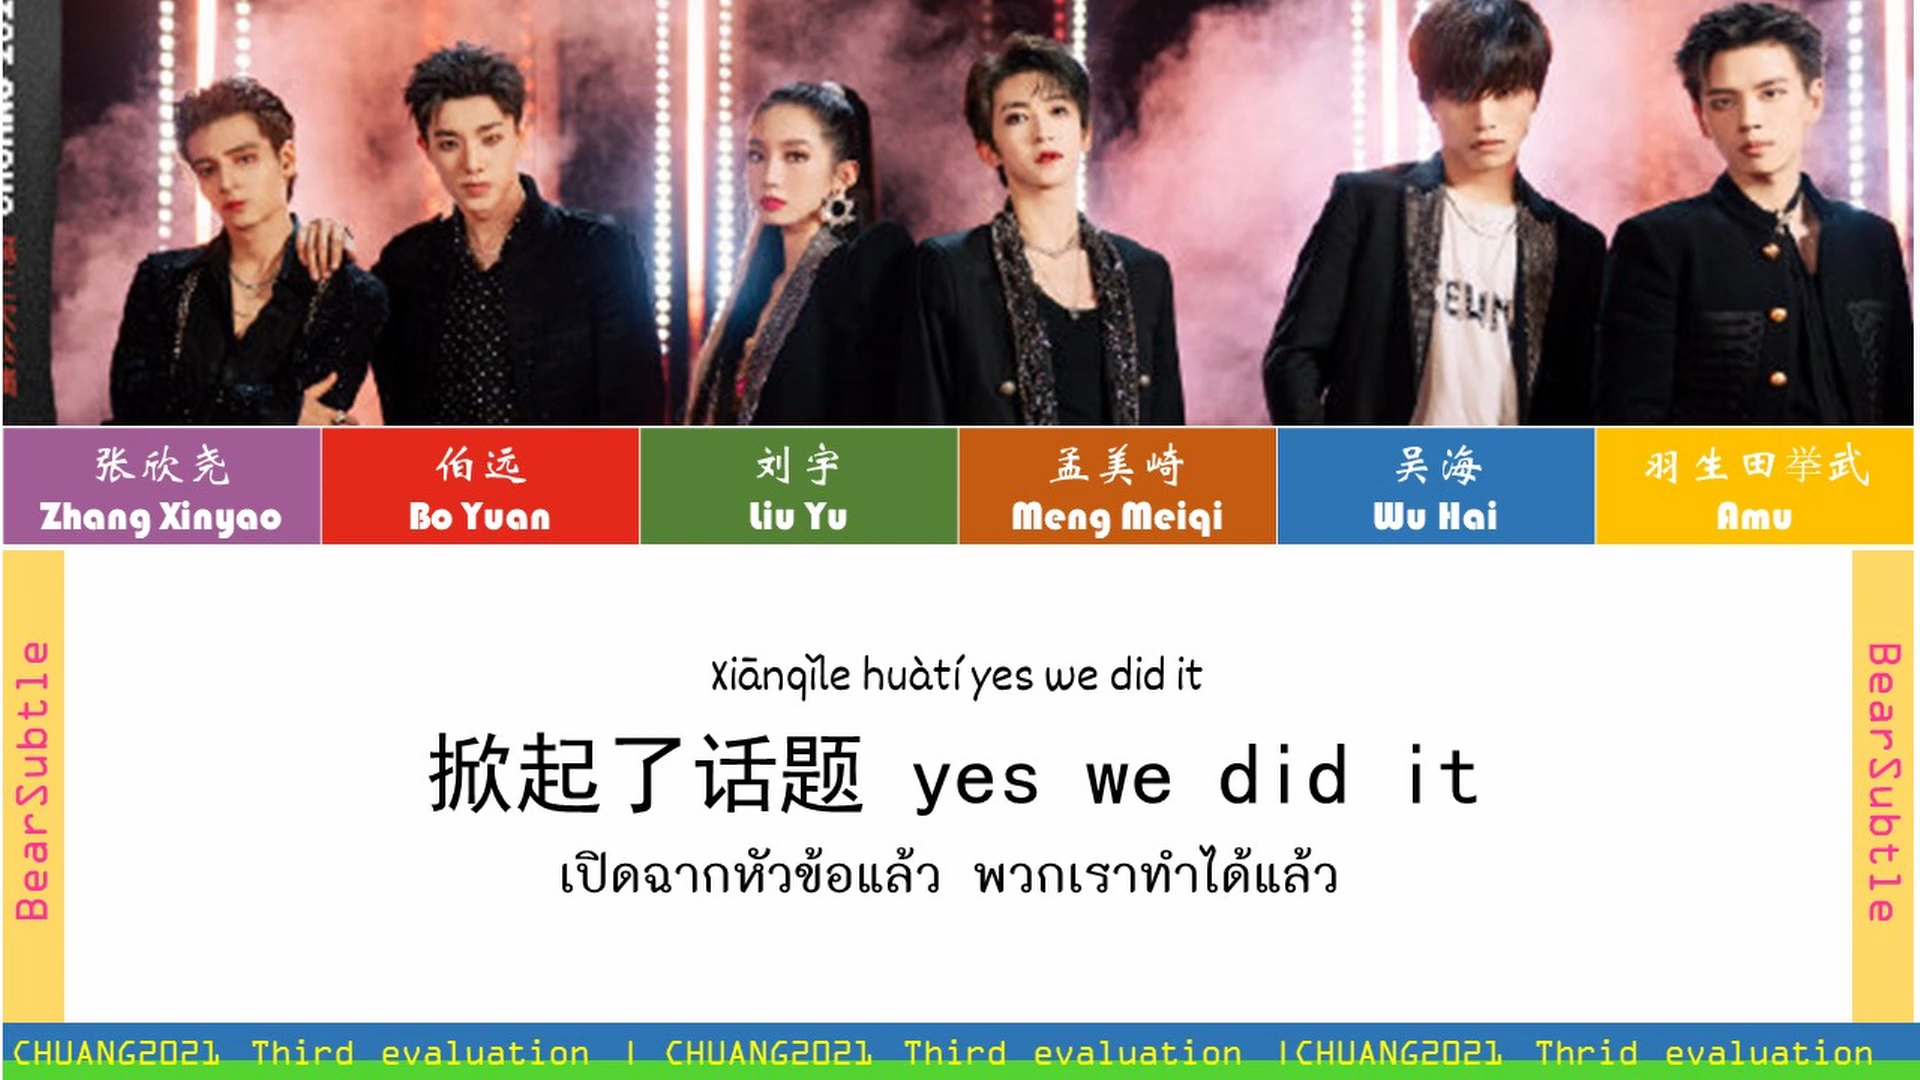 张欣尧
Zhang Xinyao
伯远
Bo Yuan
刘宇
Liu Yu
孟美崎
Meng Meiqi
吴海
Wu Hai
羽生田挙武
Amu
BearSubtle
Xiānqǐle huàtí yes we did it
掀起了话题 yes we did it
เปิดฉากหัวข้อแล้ว พวกเราทำได้แล้ว
BearSubtle
CHUANG2021 Third evaluation | CHUANG2021 Third evaluation |CHUANG2021 Thrid evaluation